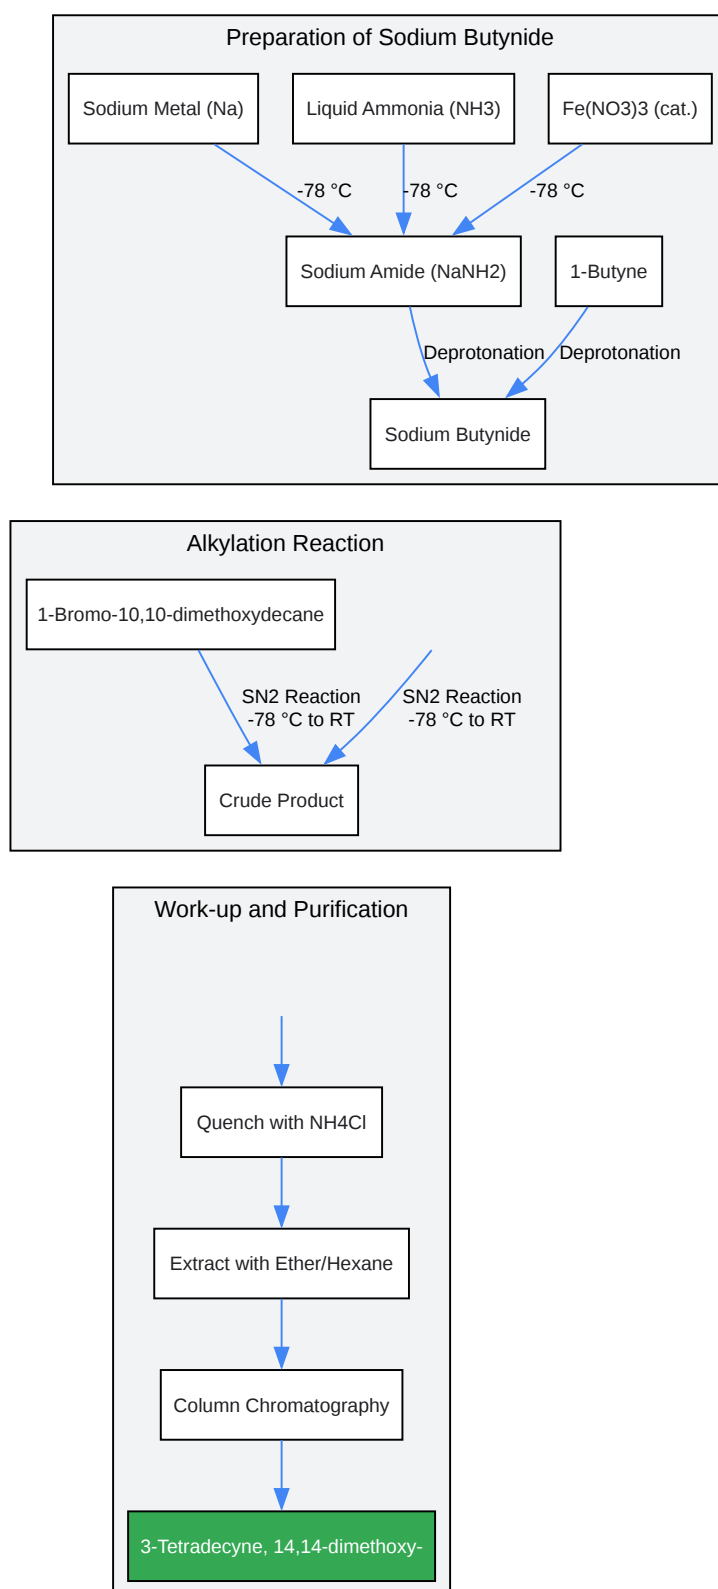 Preparation of Sodium Butynide
Sodium Metal (Na)
Liquid Ammonia (NH3)
Fe(NO3)3 (cat.)
-78 °C
-78 °C
-78 °C
Sodium Amide (NaNH2)
1-Butyne
Deprotonation
Deprotonation
Sodium Butynide
Alkylation Reaction
1-Bromo-10,10-dimethoxydecane
SN2 Reaction
-78 °C to RT
SN2 Reaction
-78 °C to RT
Crude Product
Work-up and Purification
Quench with NH4Cl
Extract with Ether/Hexane
Column Chromatography
3-Tetradecyne, 14,14-dimethoxy-